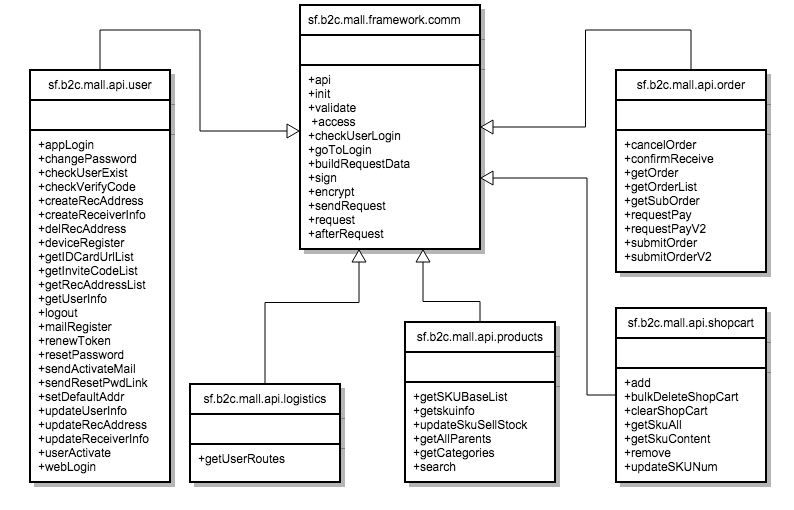 sf.b2c.mall.framework.comm
+api
+init
+validate
+access
+checkUserLogin
+goToLogin
+buildRequestData
+sign
+encrypt
+sendRequest
+request
+afterRequest
sf.b2c.mall.api.user
+appLogin
+changePassword
+checkUserExist
+checkVerifyCode
+createRecAddress
+createReceiverInfo
+delRecAddress
+deviceRegister
+getIDCardUrlList
+getInviteCodeList
+getRecAddressList
+getUserInfo
+logout
+mailRegister
+renewToken
+resetPassword
+sendActivateMail
+sendResetPwdLink
+setDefaultAddr
+updateUserInfo
+updateRecAddress
+updateReceiverInfo
+userActivate
+webLogin
sf.b2c.mall.api.order
+cancelOrder
+confirmReceive
+getOrder
+getOrderList
+getSubOrder
+requestPay
+requestPayV2
+submitOrder
+submitOrderV2
sf.b2c.mall.api.logistics
+getUserRoutes
sf.b2c.mall.api.products
+getSKUBaseList
+getskuinfo
+updateSkuSellStock
+getAllParents
+getCategories
+search
sf.b2c.mall.api.shopcart
+add
+bulkDeleteShopCart
+clearShopCart
+getSkuAll
+getSkuContent
+remove
+updateSKUNum